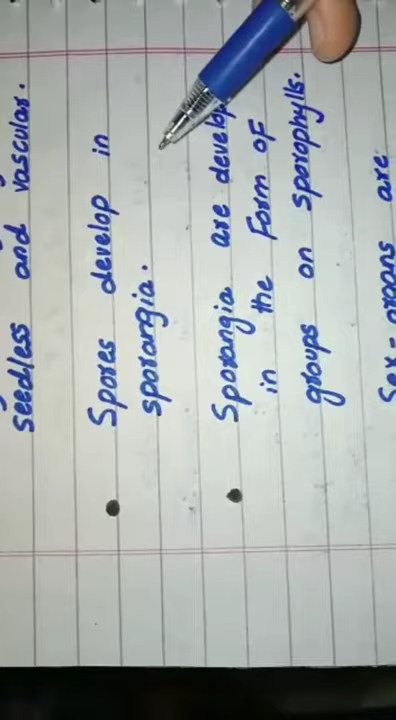 seedless and vascular.
Spores develop in
sporangia.
Sporangia are develop
in the form of
groups on sporophylls.
Sex-organs are